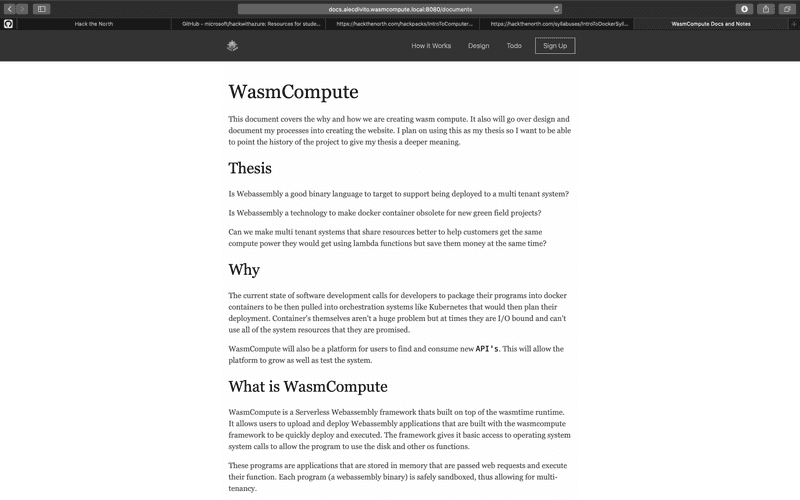 docs.alecdivito.wasmcompute.local:8080/documents
Hack the North
GitHub - microsoft/hackwithazure: Resources for stude...
https://hackthenorth.com/hackpacks/IntroToComputer...
https://hackthenorth.com/syllabuses/IntroToDockerSyll...
WasmCompute Docs and Notes
How it Works
Design
Todo
Sign Up
WasmCompute
This document covers the why and how we are creating wasm compute. It also will go over design and
document my processes into creating the website. I plan on using this as my thesis so I want to be able
to point the history of the project to give my thesis a deeper meaning.
Thesis
Is Webassembly a good binary language to target to support being deployed to a multi tenant system?
Is Webassembly a technology to make docker container obsolete for new green field projects?
Can we make multi tenant systems that share resources better to help customers get the same
compute power they would get using lambda functions but save them money at the same time?
Why
The current state of software development calls for developers to package their programs into docker
containers to be then pulled into orchestration systems like Kubernetes that would then plan their
deployment. Container's themselves aren't a huge problem but at times they are I/O bound and can't
use all of the system resources that they are promised.
WasmCompute will also be a platform for users to find and consume new API's. This will allow the
platform to grow as well as test the system.
What is WasmCompute
WasmCompute is a Serverless Webassembly framework thats built on top of the wasmtime runtime.
It allows users to upload and deploy Webassembly applications that are built with the wasmcompute
framework to be quickly deploy and executed. The framework gives it basic access to operating system
system calls to allow the program to use the disk and other os functions.
These programs are applications that are stored in memory that are passed web requests and execute
their function. Each program (a webassembly binary) is safely sandboxed, thus allowing for multi-
tenancy.